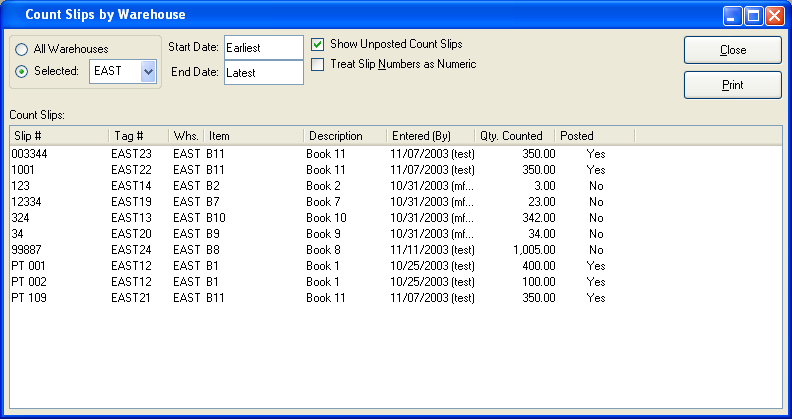 Count Slips by Warehouse
All Warehouses
Selected: EAST
Start Date: Earliest
End Date: Latest
Show Unposted Count Slips
Treat Slip Numbers as Numeric
Close
Print
Count Slips:
Slip # Tag # Whs. Item Description Entered (By) Qty. Counted Posted
003344 EAST23 EAST B11 Book 11 11/07/2003 (test) 350.00 Yes
1001 EAST22 EAST B11 Book 11 11/07/2003 (test) 350.00 Yes
123 EAST14 EAST B2 Book 2 10/31/2003 (mf... 3.00 No
12334 EAST19 EAST B7 Book 7 10/31/2003 (mf... 23.00 No
324 EAST13 EAST B10 Book 10 10/31/2003 (mf... 342.00 No
34 EAST20 EAST B9 Book 9 10/31/2003 (mf... 34.00 No
99887 EAST24 EAST B8 Book 8 11/11/2003 (test) 1,005.00 No
PT 001 EAST12 EAST B1 Book 1 10/25/2003 (test) 400.00 Yes
PT 002 EAST12 EAST B1 Book 1 10/25/2003 (test) 100.00 Yes
PT 109 EAST21 EAST B11 Book 11 11/07/2003 (test) 350.00 Yes